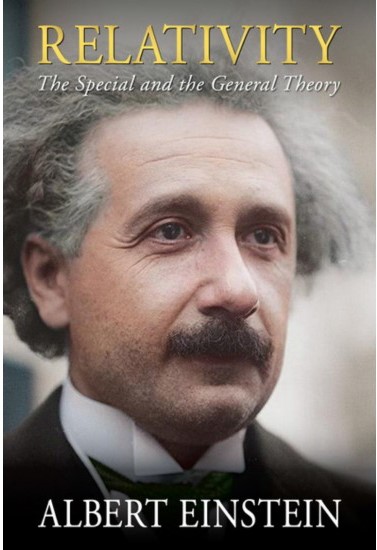 RELATIVITY
The Special and the General Theory
ALBERT EINSTEIN